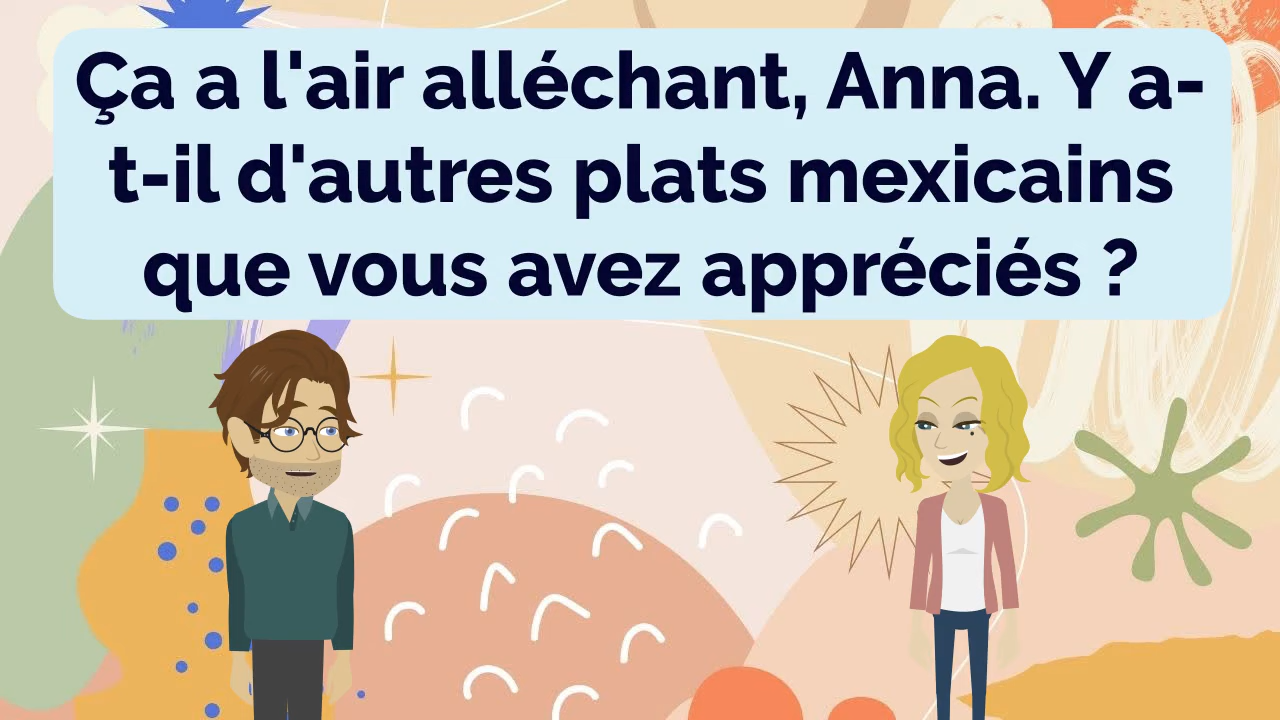 Ça a l'air alléchant, Anna. Y a-
t-il d'autres plats mexicains
que vous avez appréciés ?